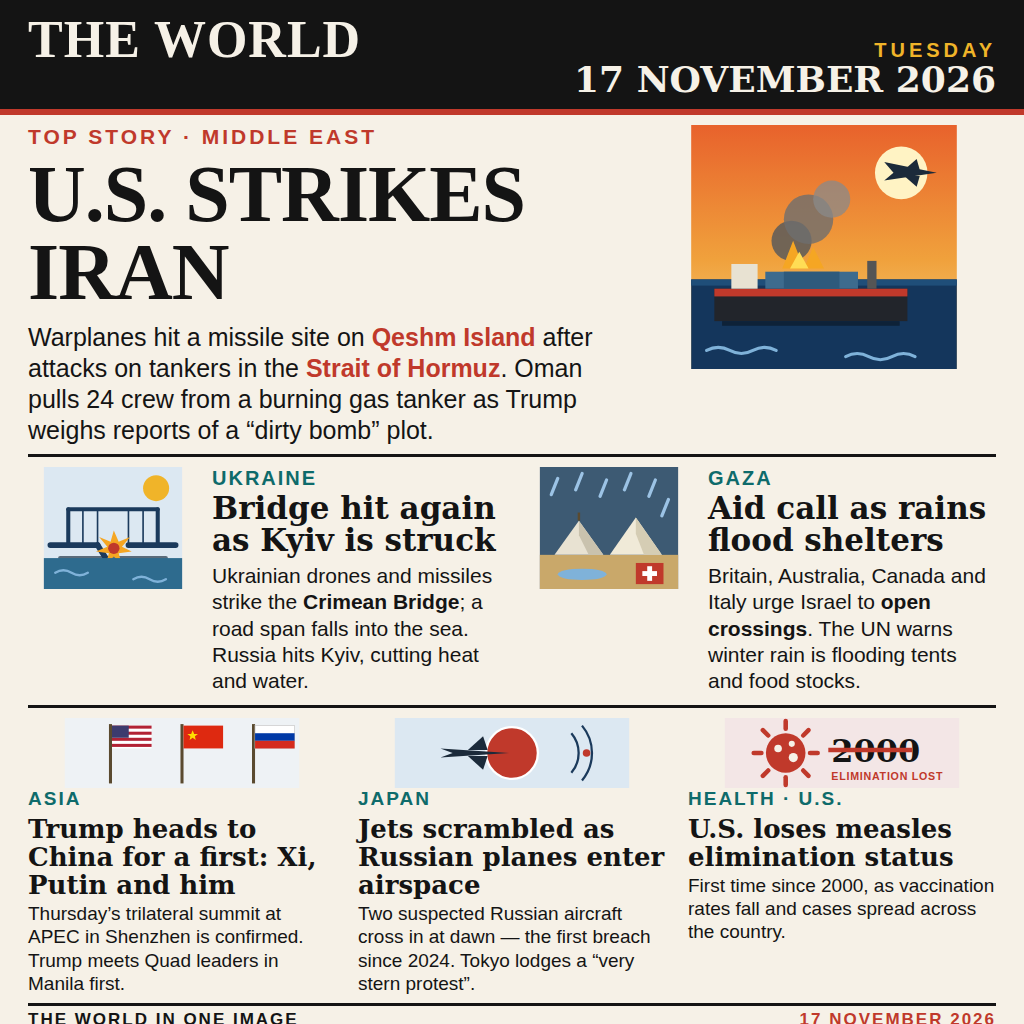 THE WORLD
TUESDAY
17 NOVEMBER 2026
TOP STORY · MIDDLE EAST
U.S. STRIKES
IRAN
Warplanes hit a missile site on Qeshm Island after
attacks on tankers in the Strait of Hormuz. Oman
pulls 24 crew from a burning gas tanker as Trump
weighs reports of a “dirty bomb” plot.
UKRAINE
Bridge hit again
as Kyiv is struck
Ukrainian drones and missiles
strike the Crimean Bridge; a
road span falls into the sea.
Russia hits Kyiv, cutting heat
and water.
GAZA
Aid call as rains
flood shelters
Britain, Australia, Canada and
Italy urge Israel to open
crossings. The UN warns
winter rain is flooding tents
and food stocks.
ASIA
Trump heads to
China for a first: Xi,
Putin and him
Thursday’s trilateral summit at
APEC in Shenzhen is confirmed.
Trump meets Quad leaders in
Manila first.
JAPAN
Jets scrambled as
Russian planes enter
airspace
Two suspected Russian aircraft
cross in at dawn — the first breach
since 2024. Tokyo lodges a “very
stern protest”.
2000
ELIMINATION LOST
HEALTH · U.S.
U.S. loses measles
elimination status
First time since 2000, as vaccination
rates fall and cases spread across
the country.
THE WORLD IN ONE IMAGE
17 NOVEMBER 2026